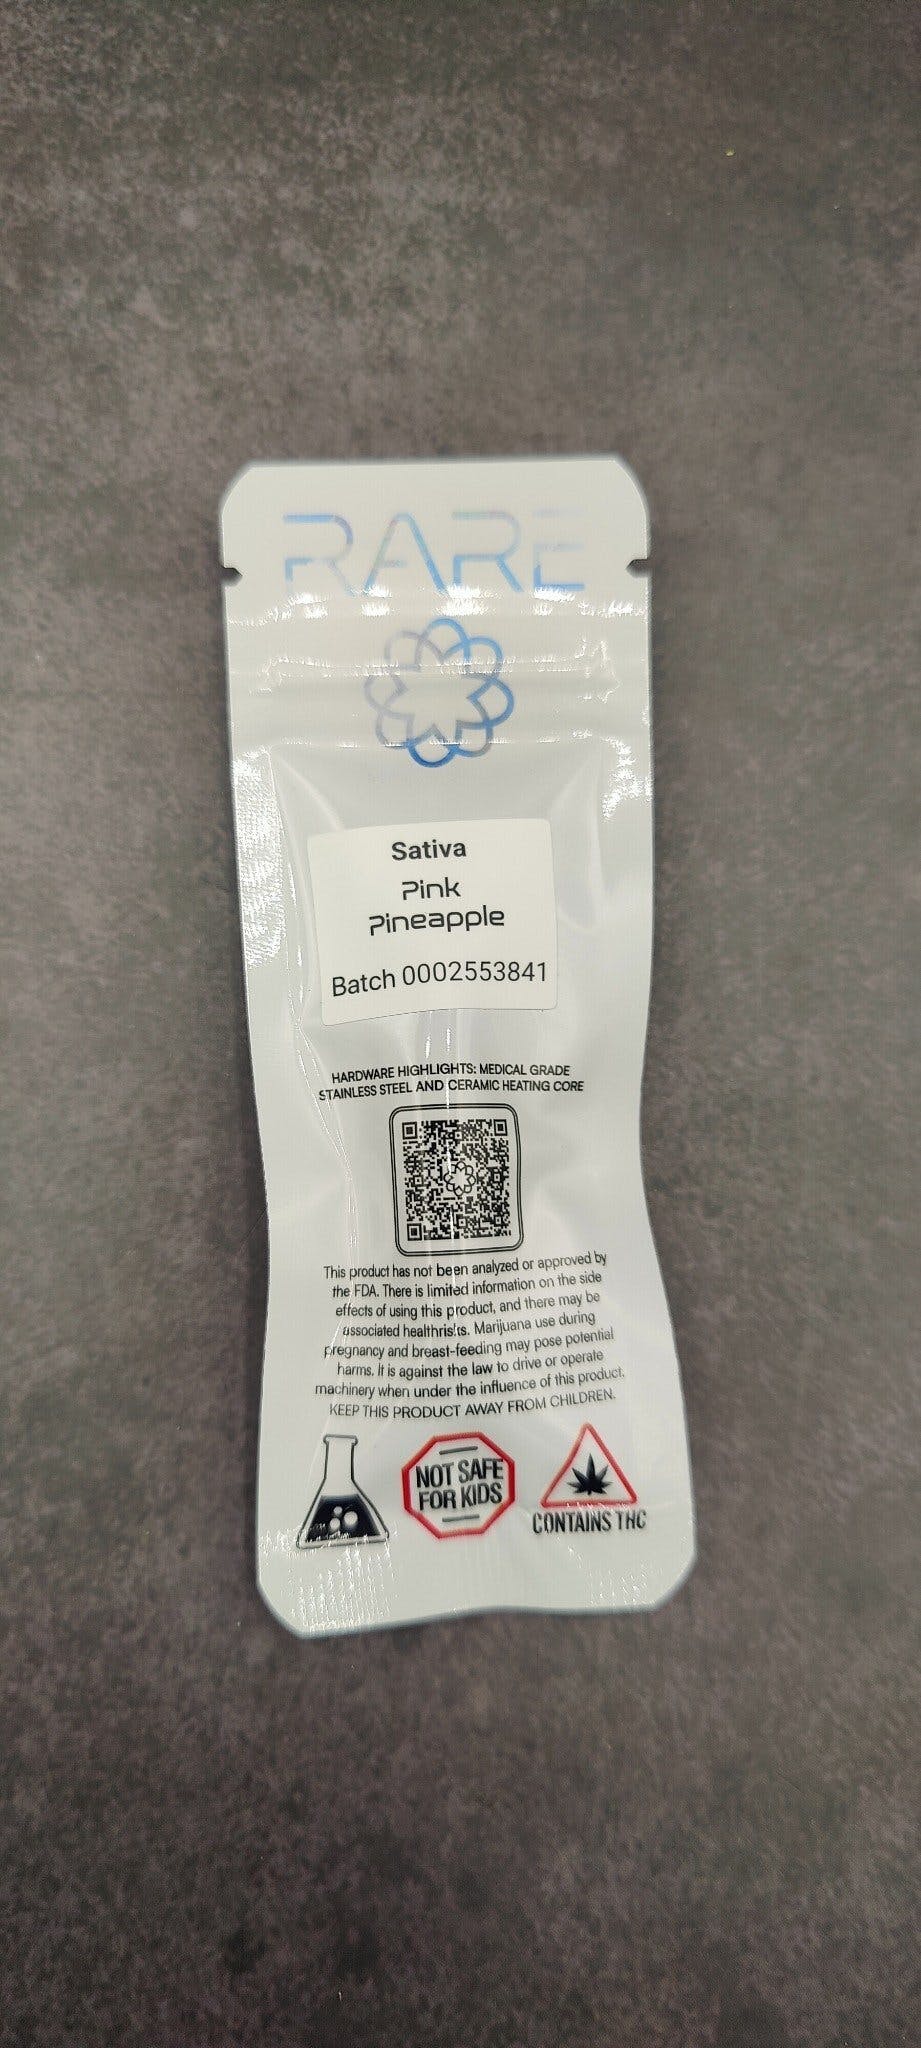 RARE
Sativa
Pink
Pineapple
Batch 0002553841
HARDWARE HIGHLIGHTS: MEDICAL GRADE
STAINLESS STEEL AND CERAMIC HEATING CORE
This product has not been analyzed or approved by
the FDA. There is limited information on the side
effects of using this product, and there may be
associated healthrisks. Marijuana use during
pregnancy and breast-feeding may pose potential
harms. It is against the law to drive or operate
machinery when under the influence of this product.
KEEP THIS PRODUCT AWAY FROM CHILDREN.
NOT SAFE
FOR KIDS
CONTAINS THC